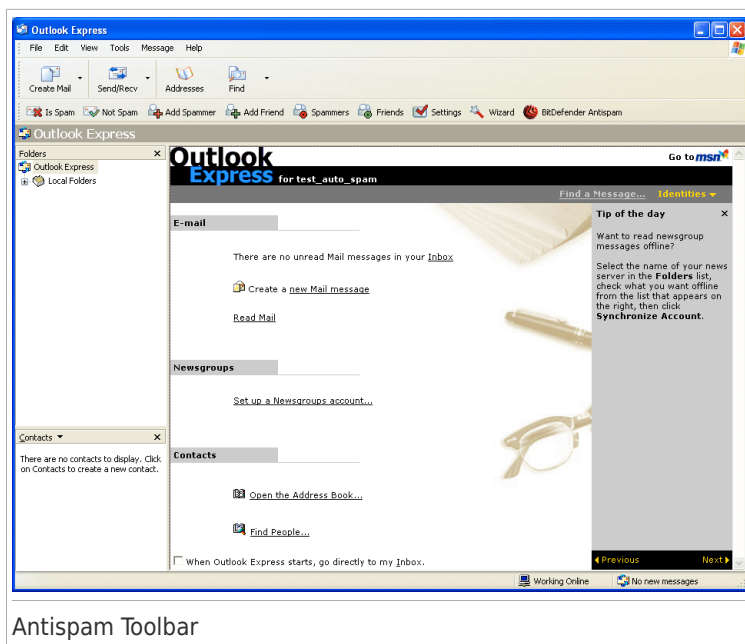 Outlook Express
File Edit View Tools Message Help
Create Mail Send/Recv Addresses Find
Is Spam Not Spam Add Spammer Add Friend Spammers Friends Settings Wizard BitDefender Antispam
Outlook Express
Folders
Outlook Express
Local Folders
Contacts
There are no contacts to display. Click
on Contacts to create a new contact.
Outlook
Express for test_auto_spam
Go to msn
Find a Message... Identities
E-mail
There are no unread Mail messages in your Inbox
Create a new Mail message
Read Mail
Newsgroups
Set up a Newsgroups account...
Contacts
Open the Address Book...
Find People...
When Outlook Express starts, go directly to my Inbox.
Tip of the day
Want to read newsgroup
messages offline?
Select the name of your news
server in the Folders list,
check what you want offline
from the list that appears on
the right, then click
Synchronize Account.
Previous Next
Working Online No new messages
Antispam Toolbar